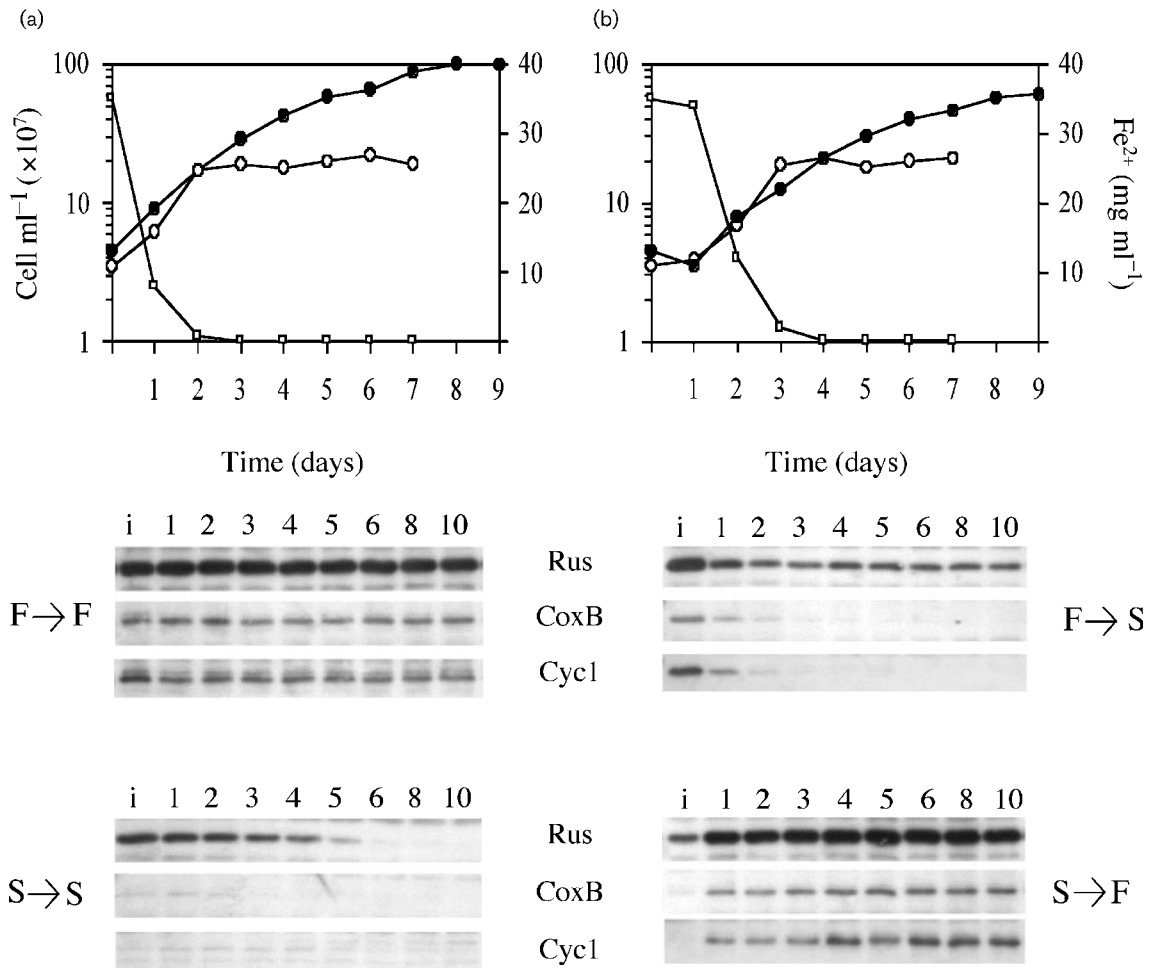 (a)
(b)
100
40
100
40
30
30
10
20
10
20
10
10
1
1
Cell ml⁻¹ (×10⁷)
Fe²⁺ (mg ml⁻¹)
1 2 3 4 5 6 7 8 9
1 2 3 4 5 6 7 8 9
Time (days)
Time (days)
i 1 2 3 4 5 6 8 10
i 1 2 3 4 5 6 8 10
Rus
F → F
CoxB
F → S
Cyc1
i 1 2 3 4 5 6 8 10
i 1 2 3 4 5 6 8 10
Rus
S → S
CoxB
S → F
Cyc1